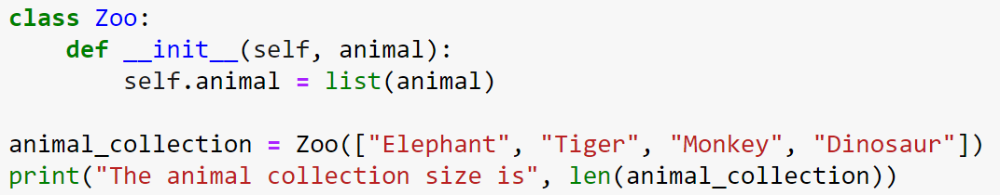 class Zoo:
    def __init__(self, animal):
        self.animal = list(animal)

animal_collection = Zoo(["Elephant", "Tiger", "Monkey", "Dinosaur"])
print("The animal collection size is", len(animal_collection))